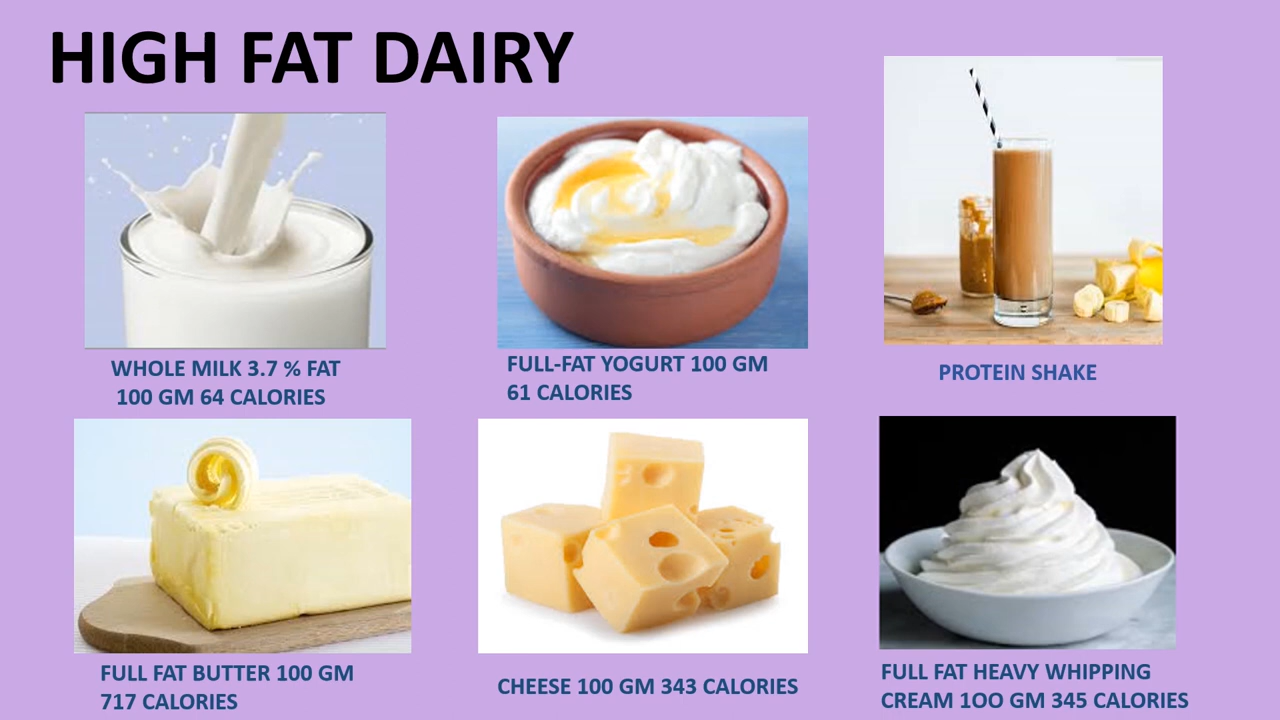 HIGH FAT DAIRY
WHOLE MILK 3.7 % FAT
100 GM 64 CALORIES
FULL-FAT YOGURT 100 GM
61 CALORIES
PROTEIN SHAKE
FULL FAT BUTTER 100 GM
717 CALORIES
CHEESE 100 GM 343 CALORIES
FULL FAT HEAVY WHIPPING
CREAM 1OO GM 345 CALORIES